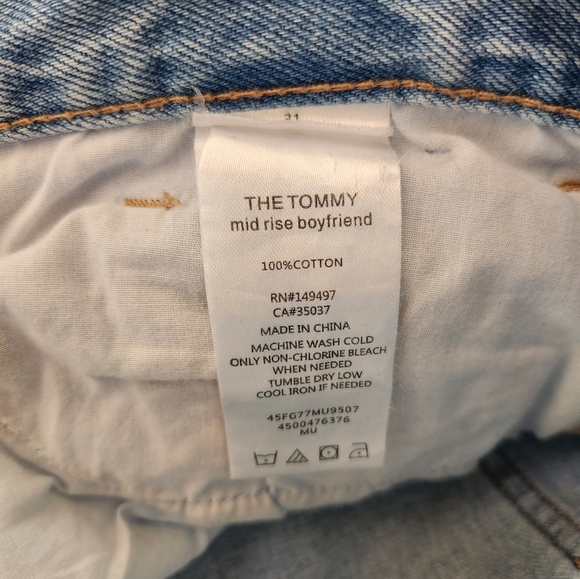 31
THE TOMMY
mid rise boyfriend
100%COTTON
RN#149497
CA#35037
MADE IN CHINA
MACHINE WASH COLD
ONLY NON-CHLORINE BLEACH
WHEN NEEDED
TUMBLE DRY LOW
COOL IRON IF NEEDED
45FG77MU9507
4500476376
MU